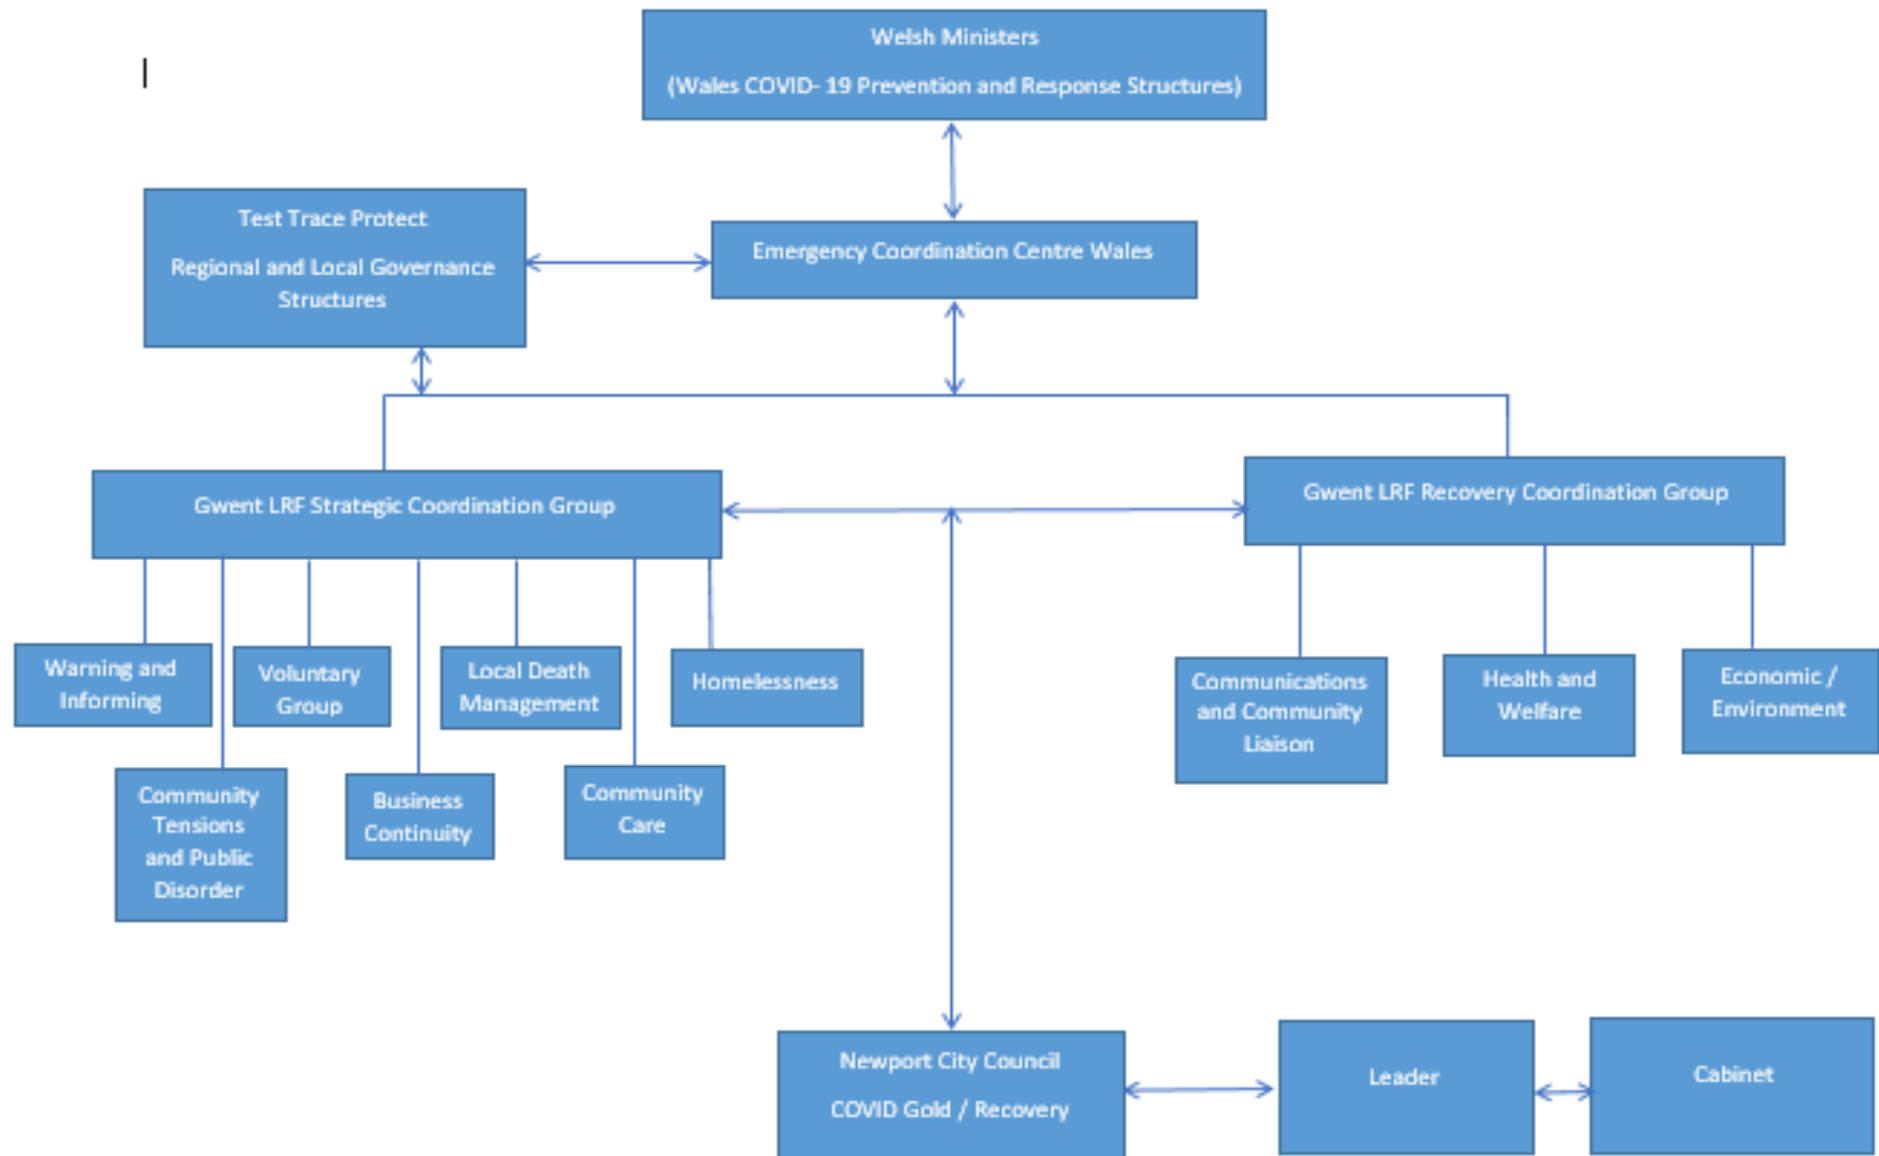 Welsh Ministers
(Wales COVID- 19 Prevention and Response Structures)
Test Trace Protect
Regional and Local Governance
Structures
Emergency Coordination Centre Wales
Gwent LRF Strategic Coordination Group
Gwent LRF Recovery Coordination Group
Warning and
Informing
Voluntary
Group
Local Death
Management
Homelessness
Communications
and Community
Liaison
Health and
Welfare
Economic /
Environment
Community
Tensions
and Public
Disorder
Business
Continuity
Community
Care
Newport City Council
COVID Gold / Recovery
Leader
Cabinet